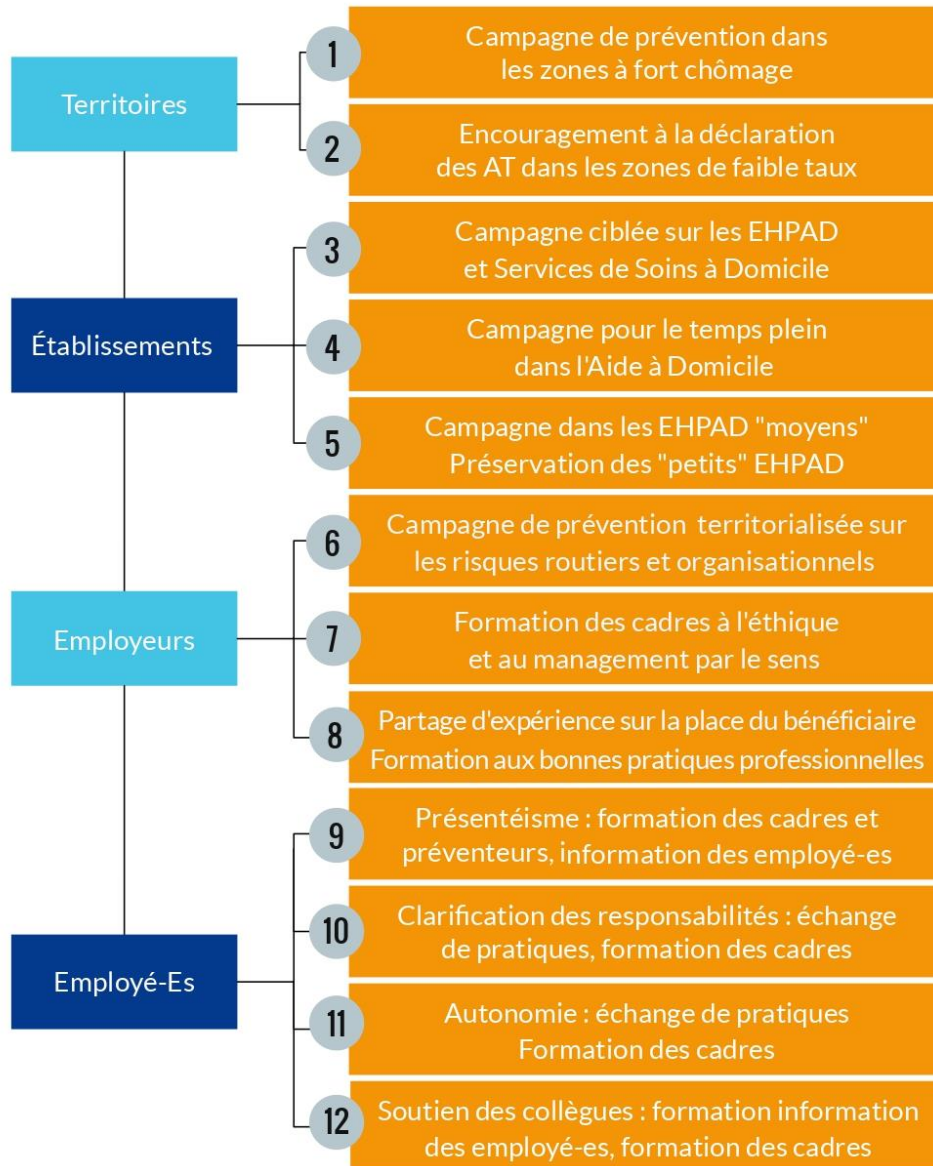 Territoires
1
Campagne de prévention dans
les zones à fort chômage
2
Encouragement à la déclaration
des AT dans les zones de faible taux
Établissements
3
Campagne ciblée sur les EHPAD
et Services de Soins à Domicile
4
Campagne pour le temps plein
dans l'Aide à Domicile
5
Campagne dans les EHPAD "moyens"
Préservation des "petits" EHPAD
Employeurs
6
Campagne de prévention territorialisée sur
les risques routiers et organisationnels
7
Formation des cadres à l'éthique
et au management par le sens
8
Partage d'expérience sur la place du bénéficiaire
Formation aux bonnes pratiques professionnelles
Employé-Es
9
Présentéisme : formation des cadres et
préventeurs, information des employé-es
10
Clarification des responsabilités : échange
de pratiques, formation des cadres
11
Autonomie : échange de pratiques
Formation des cadres
12
Soutien des collègues : formation information
des employé-es, formation des cadres